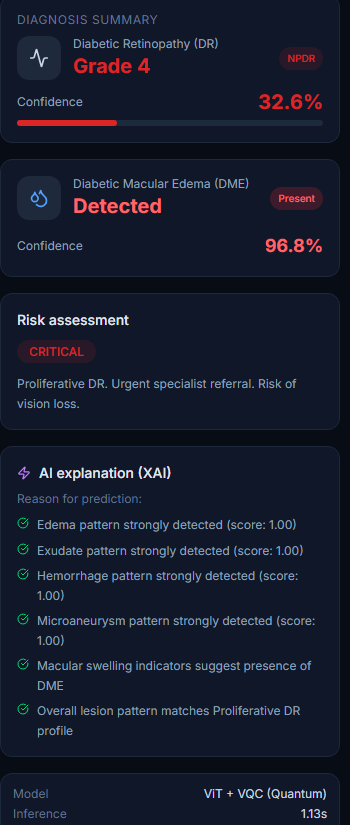 DIAGNOSIS SUMMARY
Diabetic Retinopathy (DR)
Grade 4
NPDR
Confidence
32.6%
Diabetic Macular Edema (DME)
Detected
Present
Confidence
96.8%
Risk assessment
CRITICAL
Proliferative DR. Urgent specialist referral. Risk of
vision loss.
AI explanation (XAI)
Reason for prediction:
Edema pattern strongly detected (score: 1.00)
Exudate pattern strongly detected (score: 1.00)
Hemorrhage pattern strongly detected (score:
1.00)
Microaneurysm pattern strongly detected (score:
1.00)
Macular swelling indicators suggest presence of
DME
Overall lesion pattern matches Proliferative DR
profile
Model
ViT + VQC (Quantum)
Inference
1.13s